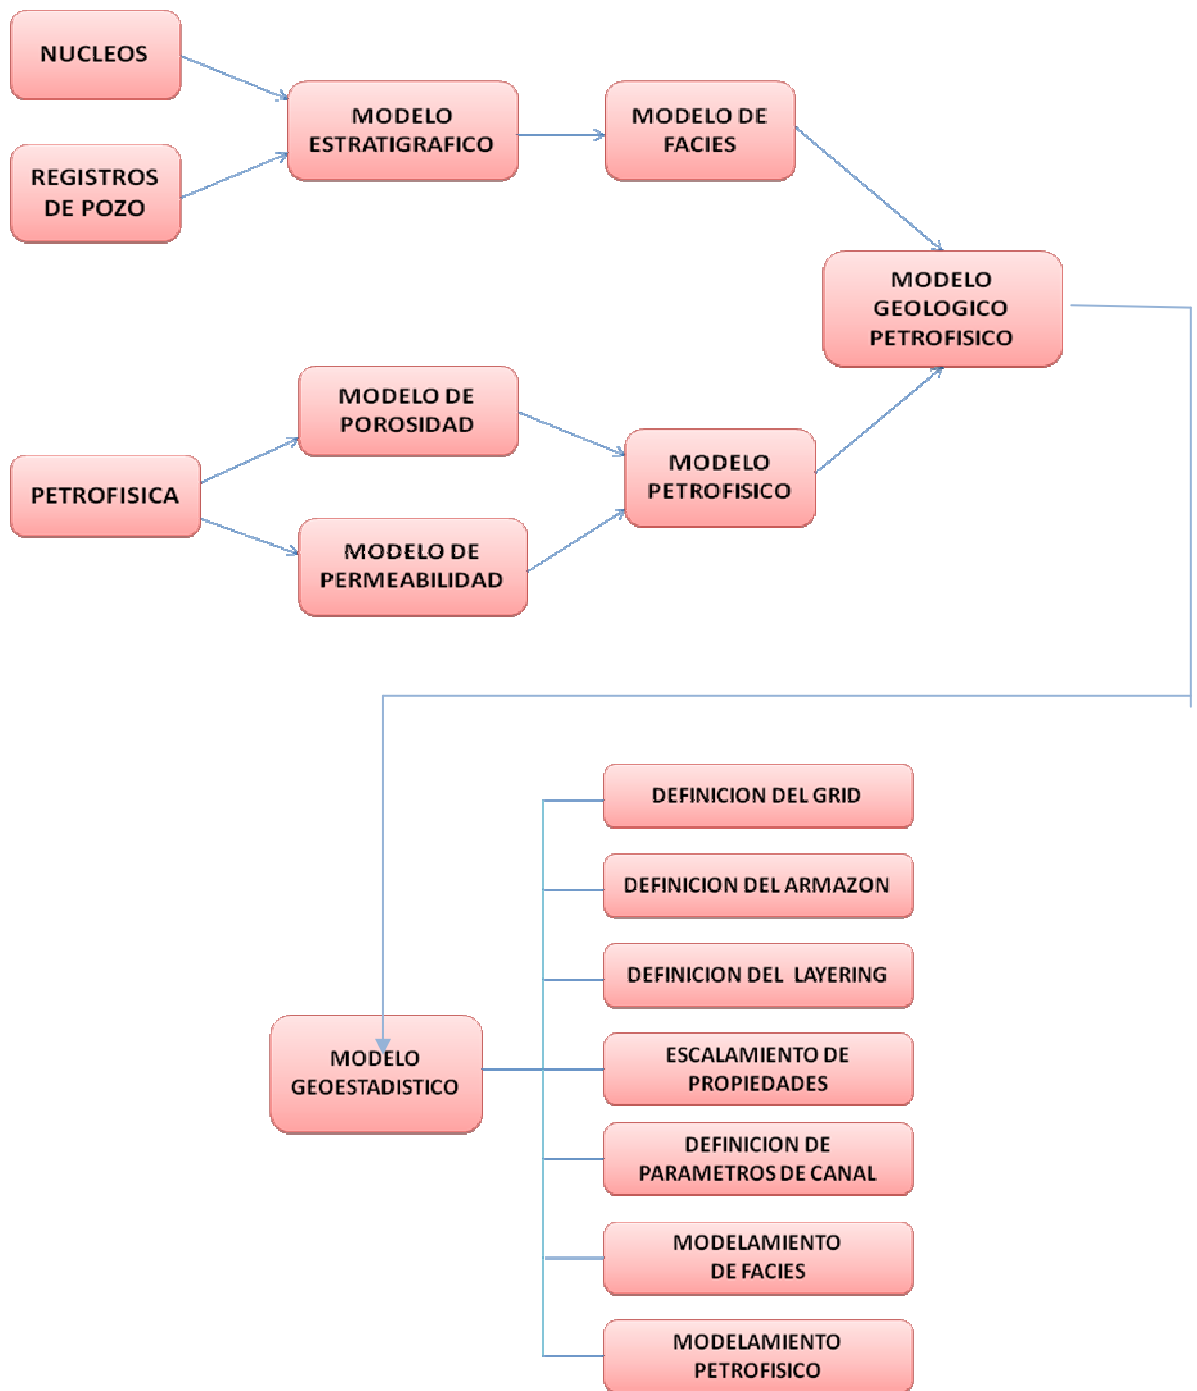 NUCLEOS
REGISTROS
DE POZO
MODELO
ESTRATIGRAFICO
MODELO DE
FACIES
MODELO
GEOLOGICO
PETROFISICO
PETROFISICA
MODELO DE
POROSIDAD
MODELO DE
PERMEABILIDAD
MODELO
PETROFISICO
MODELO
GEOESTADISTICO
DEFINICION DEL GRID
DEFINICION DEL ARMAZON
DEFINICION DEL LAYERING
ESCALAMIENTO DE
PROPIEDADES
DEFINICION DE
PARAMETROS DE CANAL
MODELAMIENTO
DE FACIES
MODELAMIENTO
PETROFISICO